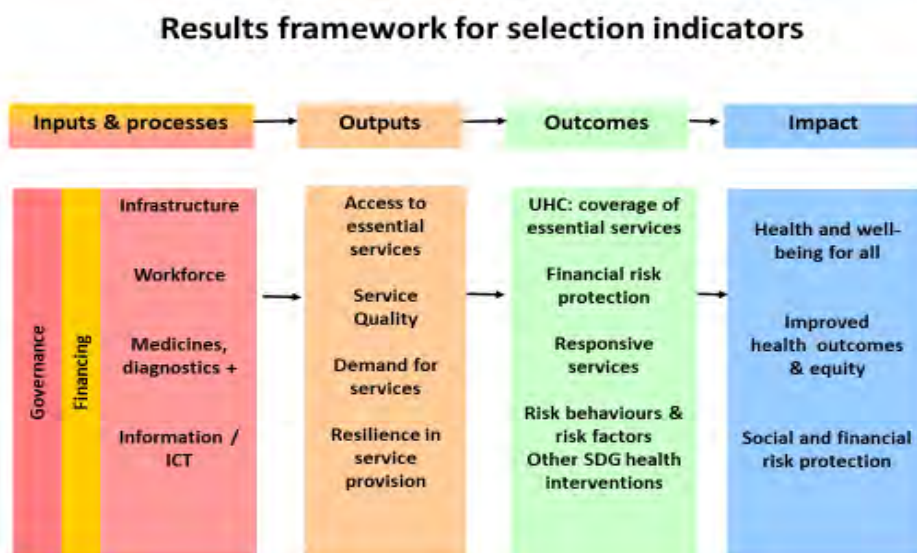 Results framework for selection indicators
Inputs & processes
Outputs
Outcomes
Impact
Governance
Financing
Infrastructure
Workforce
Medicines,
diagnostics +
Information /
ICT
Access to
essential
services
Service
Quality
Demand for
services
Resilience in
service
provision
UHC: coverage of
essential services
Financial risk
protection
Responsive
services
Risk behaviours &
risk factors
Other SDG health
interventions
Health and well-
being for all
Improved
health outcomes
& equity
Social and financial
risk protection